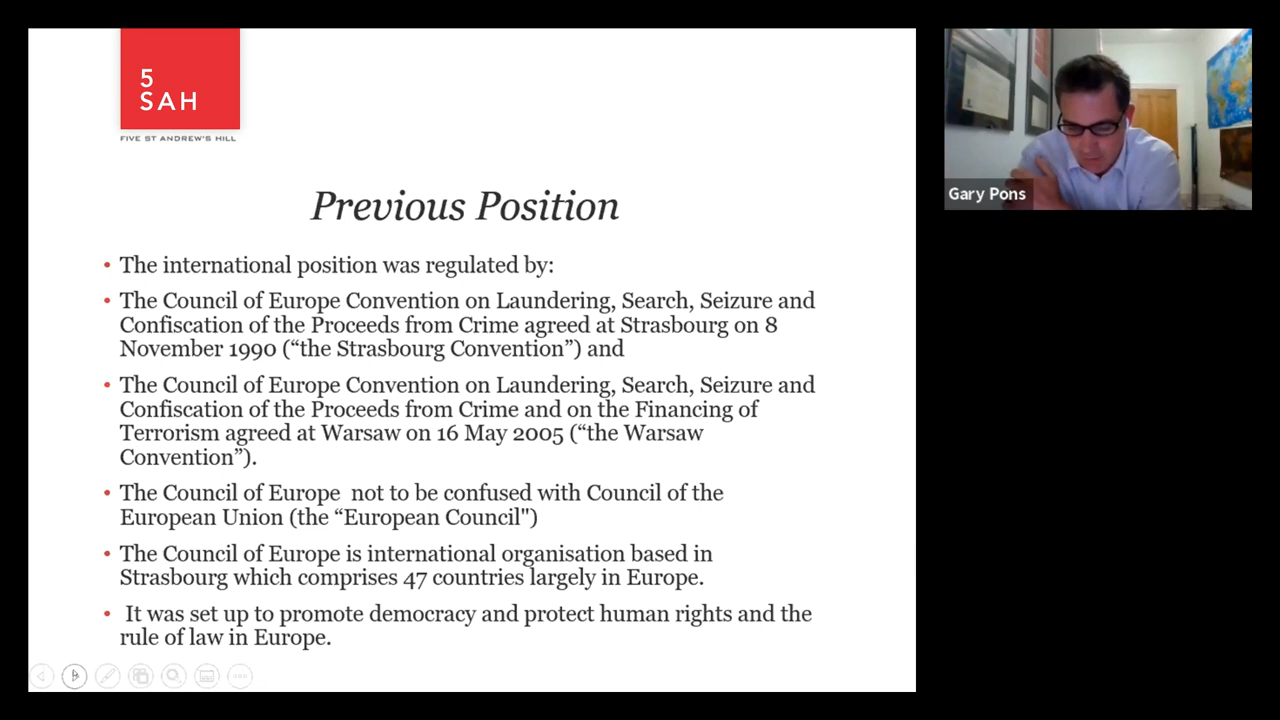 5
SAH
FIVE ST ANDREW'S HILL
Previous Position
• The international position was regulated by:
• The Council of Europe Convention on Laundering, Search, Seizure and
Confiscation of the Proceeds from Crime agreed at Strasbourg on 8
November 1990 (“the Strasbourg Convention”) and
• The Council of Europe Convention on Laundering, Search, Seizure and
Confiscation of the Proceeds from Crime and on the Financing of
Terrorism agreed at Warsaw on 16 May 2005 (“the Warsaw
Convention”).
• The Council of Europe  not to be confused with Council of the
European Union (the “European Council")
• The Council of Europe is international organisation based in
Strasbourg which comprises 47 countries largely in Europe.
•  It was set up to promote democracy and protect human rights and the
rule of law in Europe.
Gary Pons